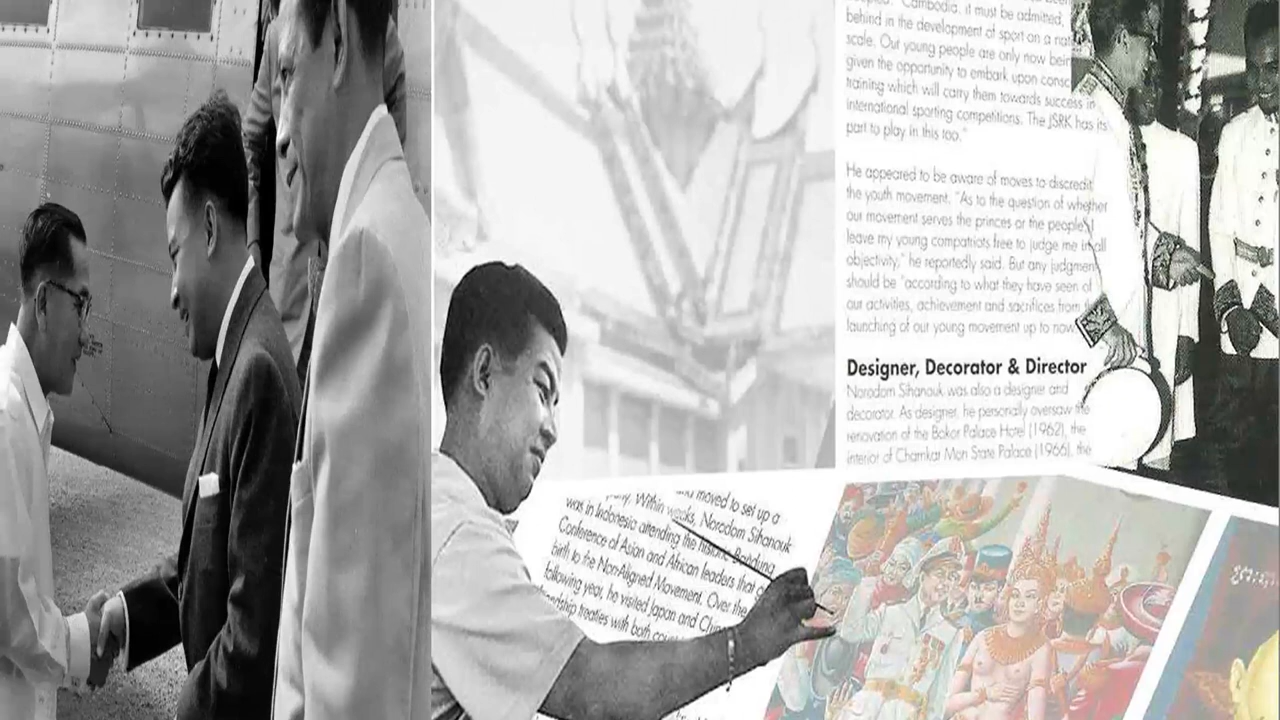 "Cambodia, it must be admitted,
behind in the development of sport on a
scale. Out young people are only now
given the opportunity to embark upon
training which will carry them towards success in
international sporting competitions. The JSRK has its
part to play in this too."
He appeared to be aware of moves to discredit
the youth movement. "As to the question of whether
our movement serves the princes or the people, I
leave my young compatriots free to judge me in all
objectivity," he reportedly said. But any judgment
should be "according to what they have seen of
our activities, achievement and sacrifices from
launching of our young movement up to now
Designer, Decorator & Director
Norodom Sihanouk was also a designer and
decorator. As designer, he personally oversaw the
renovation of the Bokor Palace Hotel (1962), the
interior of Chamkar Mon State Palace (1966), the
moved to set up a
Within weeks, Norodom Sihanouk
was in Indonesia attending the historic Bandung
Conference of Asian and African leaders that
birth to the Non-Aligned Movement. Over the
following year, he visited Japan and
treaties with both